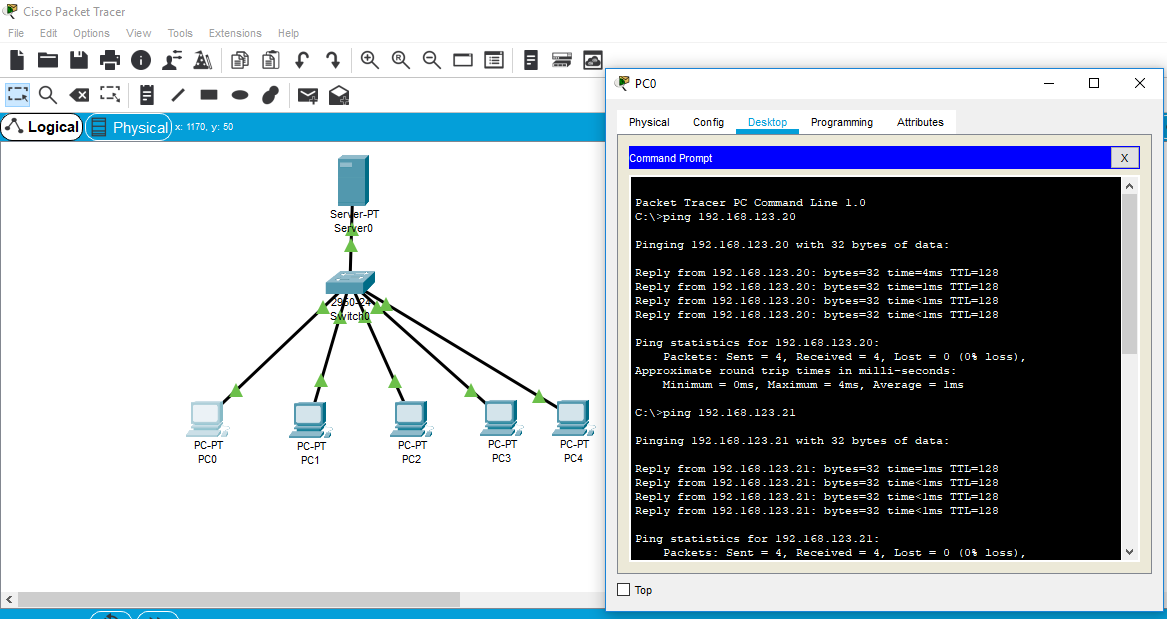 Cisco Packet Tracer
File Edit Options View Tools Extensions Help
Logical
Physical
x: 1170, y: 50
Server-PT
Server0
2960-24
Switch0
PC-PT
PC0
PC-PT
PC1
PC-PT
PC2
PC-PT
PC3
PC-PT
PC4
PC0
Physical Config Desktop Programming Attributes
Command Prompt
X
Packet Tracer PC Command Line 1.0
C:\>ping 192.168.123.20
Pinging 192.168.123.20 with 32 bytes of data:
Reply from 192.168.123.20: bytes=32 time=4ms TTL=128
Reply from 192.168.123.20: bytes=32 time=1ms TTL=128
Reply from 192.168.123.20: bytes=32 time<1ms TTL=128
Reply from 192.168.123.20: bytes=32 time<1ms TTL=128
Ping statistics for 192.168.123.20:
Packets: Sent = 4, Received = 4, Lost = 0 (0% loss),
Approximate round trip times in milli-seconds:
Minimum = 0ms, Maximum = 4ms, Average = 1ms
C:\>ping 192.168.123.21
Pinging 192.168.123.21 with 32 bytes of data:
Reply from 192.168.123.21: bytes=32 time=1ms TTL=128
Reply from 192.168.123.21: bytes=32 time<1ms TTL=128
Reply from 192.168.123.21: bytes=32 time<1ms TTL=128
Reply from 192.168.123.21: bytes=32 time<1ms TTL=128
Ping statistics for 192.168.123.21:
Packets: Sent = 4, Received = 4, Lost = 0 (0% loss),
Top